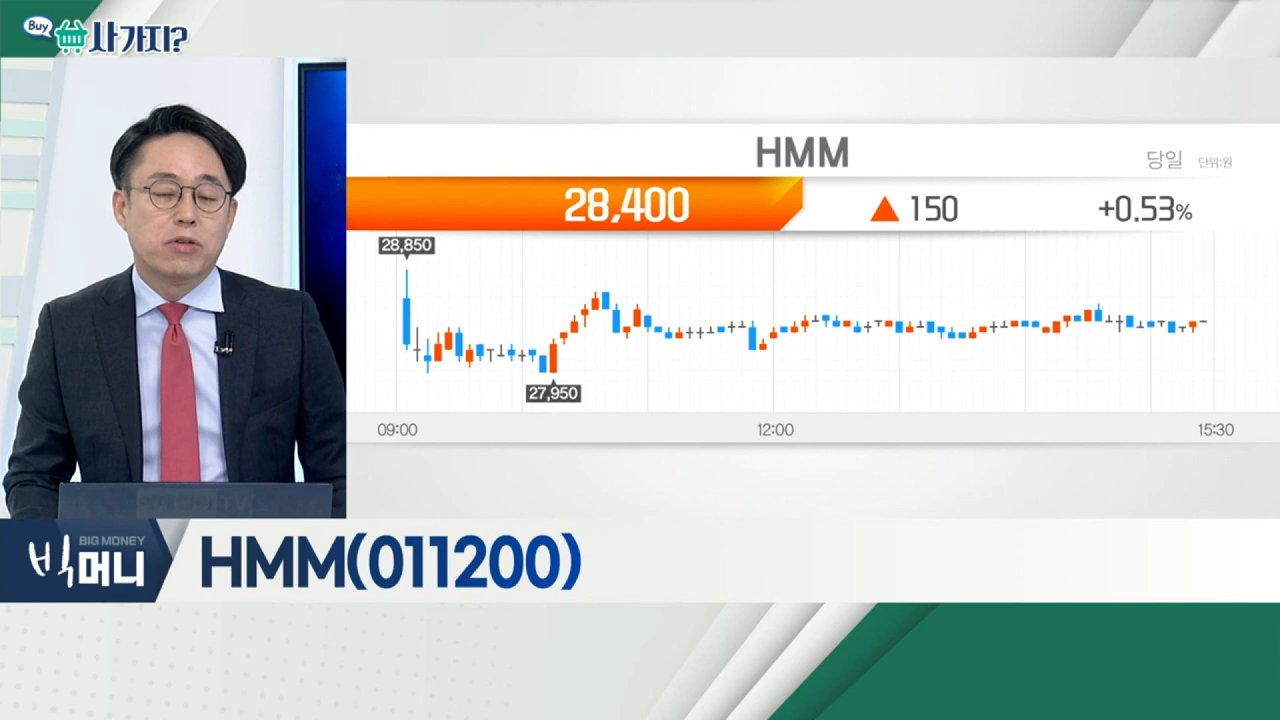 Buy
사가지?
HMM
당일 단위:원
28,400 ▲150 +0.53%
28,850
27,950
09:00 12:00 15:30
BIG MONEY
빅머니
HMM(011200)